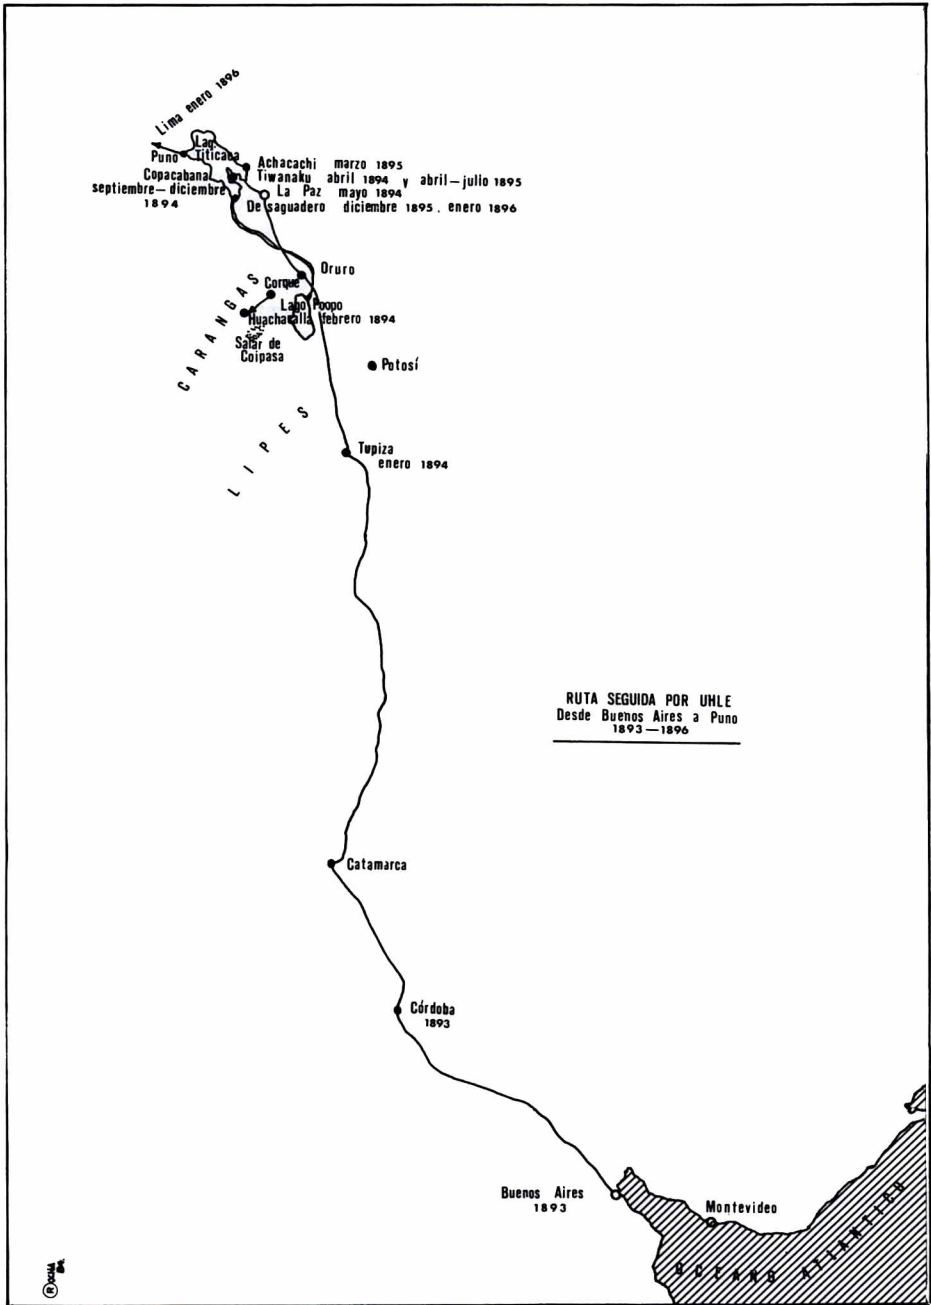 Lima enero 1896
Lag.
Titicaca
Puno
Achacachi marzo 1895
Copacabana
Tiwanaku abril 1894 y abril—julio 1895
septiembre—diciembre
1894
La Paz mayo 1894
Desaguadero diciembre 1895. enero 1896
Oruro
Corque
Lago Poopo
Huachacalla febrero 1894
Salar de
Coipasa
CARANGAS
Potosí
LIPES
Tupiza
enero 1894
RUTA SEGUIDA POR UHLE
Desde Buenos Aires a Puno
1893—1896
Catamarca
Córdoba
1893
Buenos Aires
1893
Montevideo
OCEANO ATLANTICO